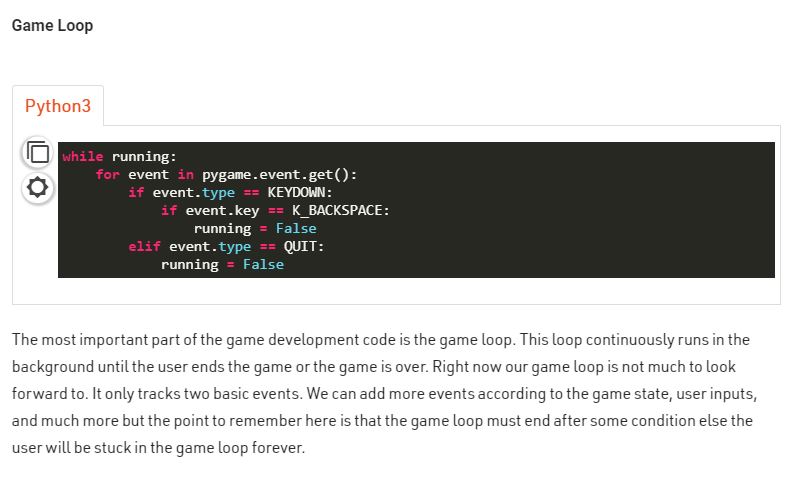 Game Loop
Python3
while running:
    for event in pygame.event.get():
        if event.type == KEYDOWN:
            if event.key == K_BACKSPACE:
                running = False
        elif event.type == QUIT:
            running = False
The most important part of the game development code is the game loop. This loop continuously runs in the
background until the user ends the game or the game is over. Right now our game loop is not much to look
forward to. It only tracks two basic events. We can add more events according to the game state, user inputs,
and much more but the point to remember here is that the game loop must end after some condition else the
user will be stuck in the game loop forever.